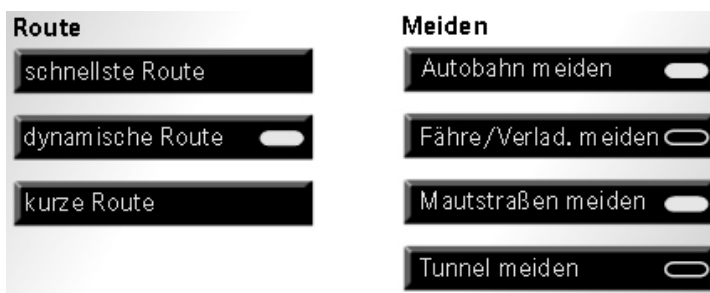 Route
schnellste Route
dynamische Route
kurze Route
Meiden
Autobahn meiden
Fähre/Verlad. meiden
Mautstraßen meiden
Tunnel meiden